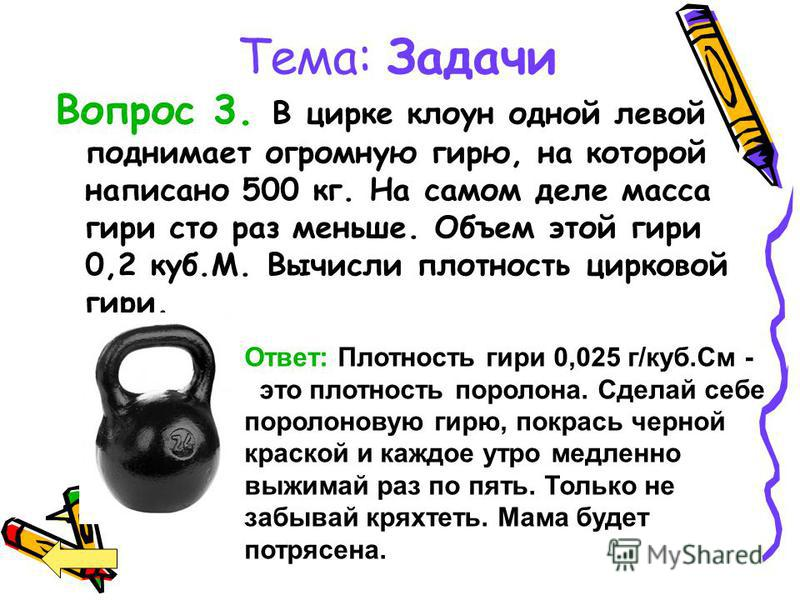 Тема: Задачи
Вопрос 3. В цирке клоун одной левой
поднимает огромную гирю, на которой
написано 500 кг. На самом деле масса
гири сто раз меньше. Объем этой гири
0,2 куб.М. Вычисли плотность цирковой
гири.
24
Ответ: Плотность гири 0,025 г/куб.См -
это плотность поролона. Сделай себе
поролоновую гирю, покрась черной
краской и каждое утро медленно
выжимай раз по пять. Только не
забывай кряхтеть. Мама будет
потрясена.
MyShared